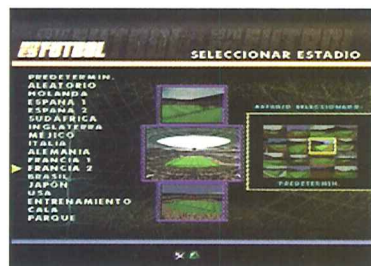 FUTBOL
SELECCIONAR ESTADIO
PREDETERMIN.
ALEATORIO
HOLANDA
ESPAÑA 1
ESPAÑA 2
SUDÁFRICA
INGLATERRA
MÉJICO
ITALIA
ALEMANIA
FRANCIA 1
FRANCIA 2
BRASIL
JAPÓN
USA
ENTRENAMIENTO
CALA
PARQUE
ESTADIO SELECCIONADO:
PREDETERMIN.